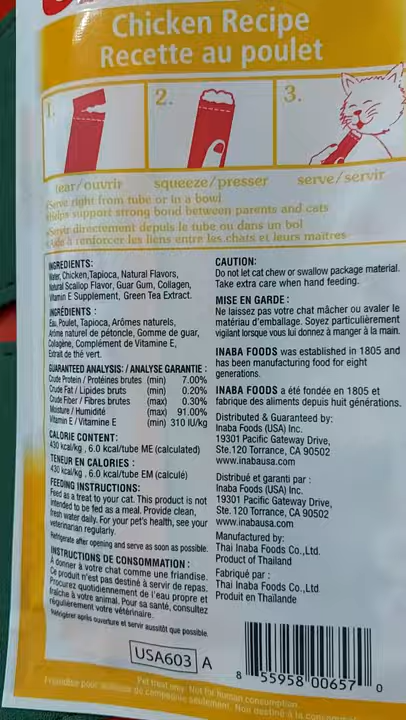 Chicken Recipe
Recette au poulet
1.
2.
3.
tear/ouvrir
squeeze/presser
serve/servir
Serve right from tube or in a bowl
Helps support strong bond between parents and cats
Servir directement depuis le tube ou dans un bol
Aide à renforcer les liens entre les chats et leurs maîtres
INGREDIENTS:
Water, Chicken, Tapioca, Natural Flavors,
Natural Scallop Flavor, Guar Gum, Collagen,
Vitamin E Supplement, Green Tea Extract.
INGRÉDIENTS :
Eau, Poulet, Tapioca, Arômes naturels,
Arôme naturel de pétoncle, Gomme de guar,
Collagène, Complément de Vitamine E,
Extrait de thé vert.
GUARANTEED ANALYSIS: / ANALYSE GARANTIE :
Crude Protein / Protéines brutes (min) 7.00%
Crude Fat / Lipides bruts (min) 0.20%
Crude Fiber / Fibres brutes (max) 0.30%
Moisture / Humidité (max) 91.00%
Vitamin E / Vitamine E (min) 310 IU/kg
CALORIE CONTENT:
430 kcal/kg , 6.0 kcal/tube ME (calculated)
TENEUR EN CALORIES :
430 kcal/kg , 6.0 kcal/tube EM (calculé)
FEEDING INSTRUCTIONS:
Feed as a treat to your cat. This product is not
intended to be fed as a meal. Provide clean,
fresh water daily. For your pet's health, see your
veterinarian regularly.
Refrigerate after opening and serve as soon as possible.
INSTRUCTIONS DE CONSOMMATION :
À donner à votre chat comme une friandise.
Ce produit n'est pas destiné à servir de repas.
Procurez quotidiennement de l'eau propre et
fraîche à votre animal. Pour sa santé, consultez
régulièrement votre vétérinaire.
Réfrigérer après ouverture et servir aussitôt que possible.
CAUTION:
Do not let cat chew or swallow package material.
Take extra care when hand feeding.
MISE EN GARDE :
Ne laissez pas votre chat mâcher ou avaler le
matériau d'emballage. Soyez particulièrement
vigilant lorsque vous lui donnez à manger à la main.
INABA FOODS was established in 1805 and
has been manufacturing food for eight
generations.
INABA FOODS a été fondée en 1805 et
fabrique des aliments depuis huit générations.
Distributed & Guaranteed by:
Inaba Foods (USA) Inc.
19301 Pacific Gateway Drive,
Ste.120 Torrance, CA 90502
www.inabausa.com
Distribué et garanti par :
Inaba Foods (USA) Inc.
19301 Pacific Gateway Drive,
Ste.120 Torrance, CA 90502
www.inabausa.com
Manufactured by:
Thai Inaba Foods Co.,Ltd.
Product of Thailand
Fabriqué par :
Thai Inaba Foods Co.,Ltd
Produit en Thaïlande
USA603 A
8 55958 00657 0
Pet treat only. Not for human consumption.